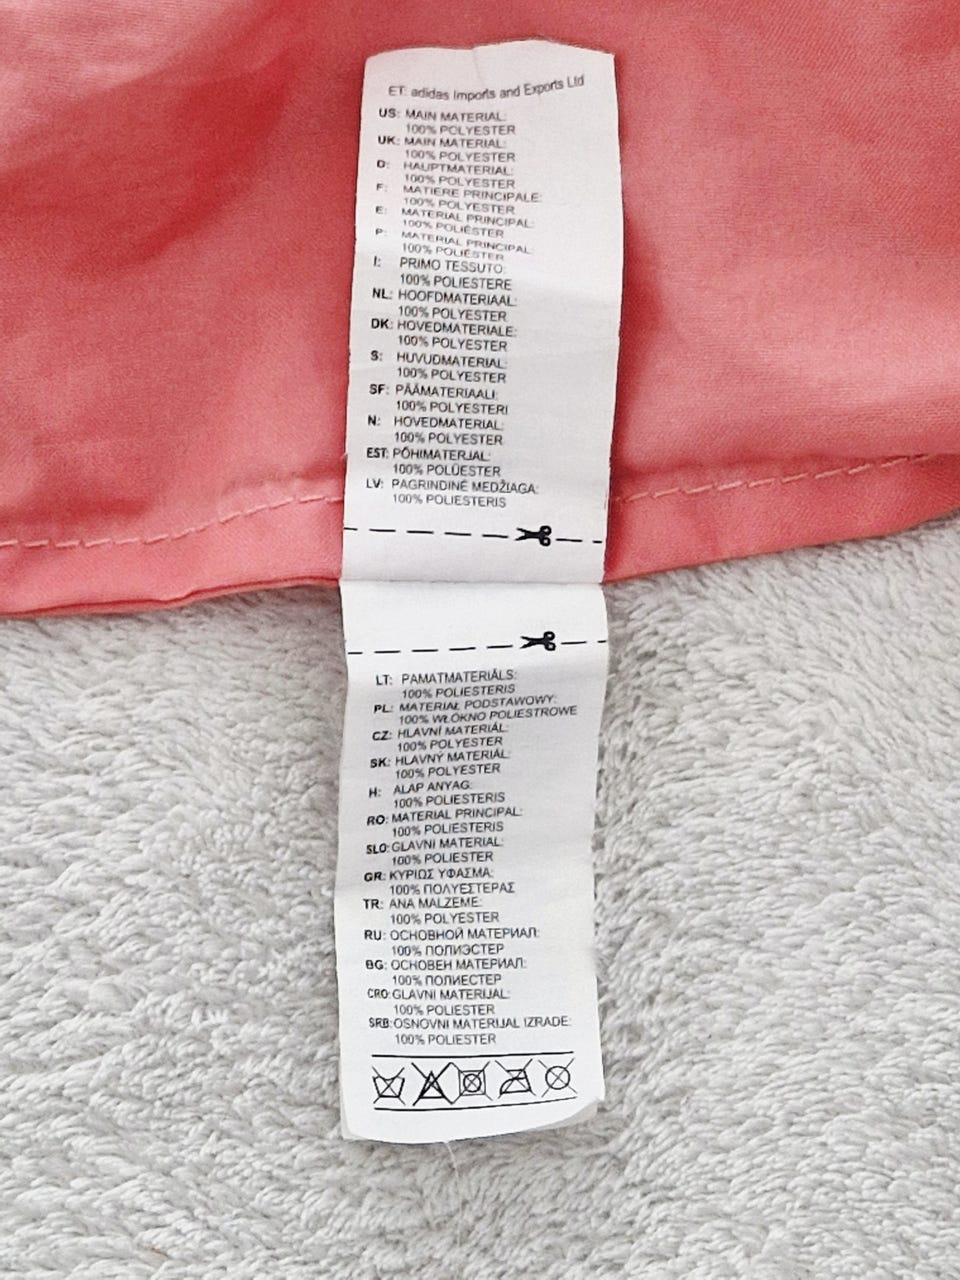 ET: adidas Imports and Exports Ltd
US: MAIN MATERIAL:
100% POLYESTER
UK: MAIN MATERIAL:
100% POLYESTER
D: HAUPTMATERIAL:
100% POLYESTER
F: MATIERE PRINCIPALE:
100% POLYESTER
E: MATERIAL PRINCIPAL:
100% POLIÉSTER
P: MATERIAL PRINCIPAL:
100% POLIÉSTER
I: PRIMO TESSUTO:
100% POLIESTERE
NL: HOOFDMATERIAAL:
100% POLYESTER
DK: HOVEDMATERIALE:
100% POLYESTER
S: HUVUDMATERIAL:
100% POLYESTER
SF: PÄÄMATERIAALI:
100% POLYESTERI
N: HOVEDMATERIAL:
100% POLYESTER
EST: PÕHIMATERJAL:
100% POLÜESTER
LV: PAGRINDINĖ MEDŽIAGA:
100% POLIESTERIS
LT: PAMATMATERIĀLS:
100% POLIESTERIS
PL: MATERIAŁ PODSTAWOWY:
100% WŁÓKNO POLIESTROWE
CZ: HLAVNÍ MATERIÁL:
100% POLYESTER
SK: HLAVNÝ MATERIÁL:
100% POLYESTER
H: ALAP ANYAG:
100% POLIESTERIS
RO: MATERIAL PRINCIPAL:
100% POLIESTERIS
SLO: GLAVNI MATERIAL:
100% POLIESTER
GR: ΚΥΡΙΩΣ ΥΦΑΣΜΑ:
100% ΠΟΛΥΕΣΤΕΡΑΣ
TR: ANA MALZEME:
100% POLYESTER
RU: ОСНОВНОЙ МАТЕРИАЛ:
100% ПОЛИЭСТЕР
BG: ОСНОВЕН МАТЕРИАЛ:
100% ПОЛИЕСТЕР
CRO: GLAVNI MATERIJAL:
100% POLIESTER
SRB: OSNOVNI MATERIJAL IZRADE:
100% POLIESTER